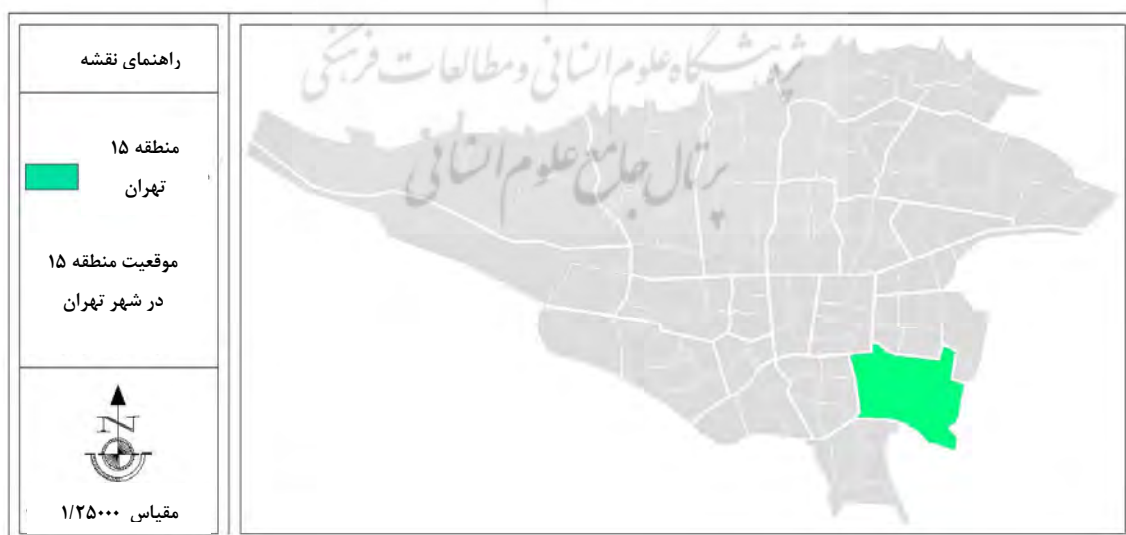 راهنمای نقشه
منطقه ۱۵
تهران
موقعیت منطقه ۱۵
در شهر تهران
N
مقیاس ۱/۲۵۰۰۰
پژوهشگاه علوم انسانی و مطالعات فرهنگی
پرتال جامع علوم انسانی